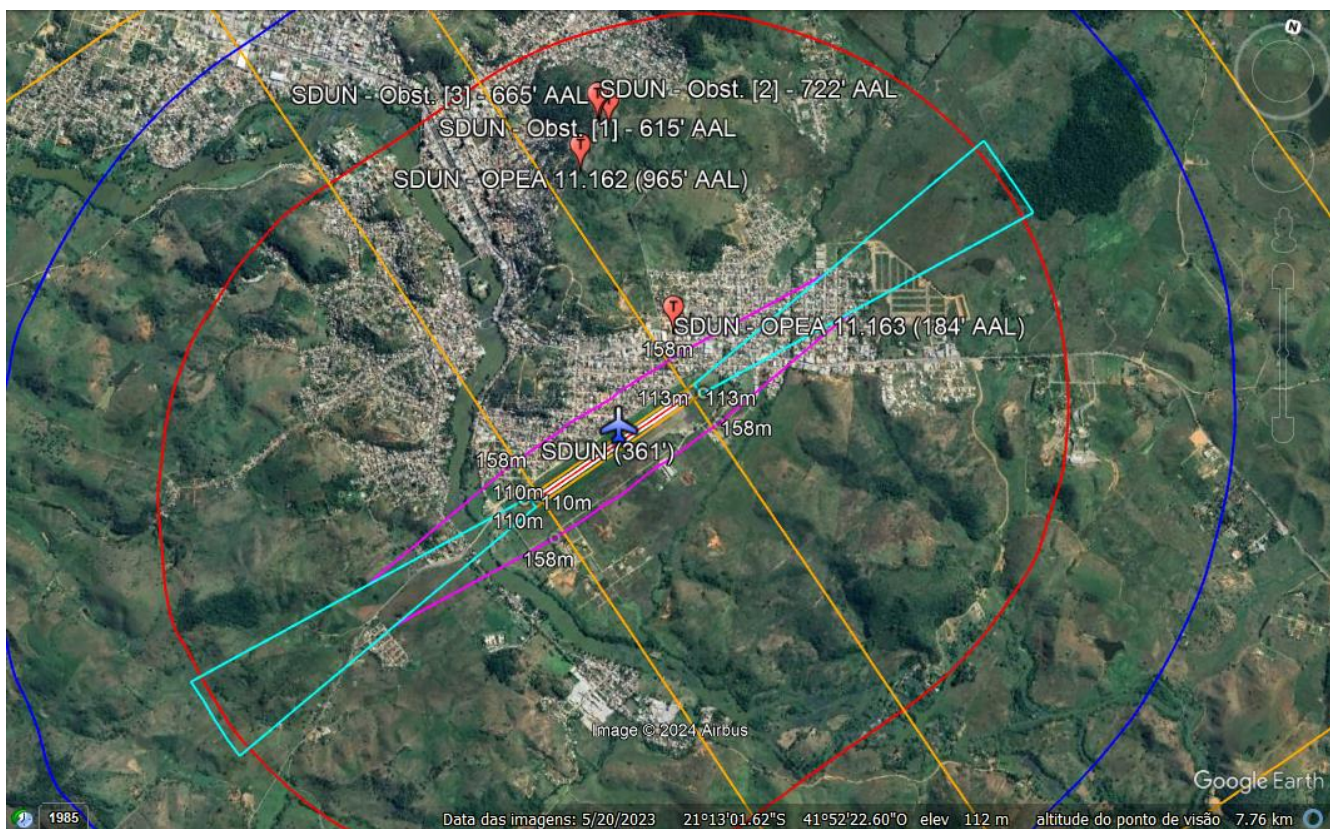 N
SDUN - Obst. [3] - 665' AAL
SDUN - Obst. [2] - 722' AAL
SDUN - Obst. [1] - 615' AAL
T
SDUN - OPEA 11.162 (965' AAL)
T
SDUN - OPEA 11.163 (184' AAL)
158m
113m
113m
158m
SDUN (361')
158m
110m
110m
110m
158m
Image © 2024 Airbus
Google Earth
1985
Data das imagens: 5/20/2023 21°13'01.62"S 41°52'22.60"O elev 112 m altitude do ponto de visão 7.76 km